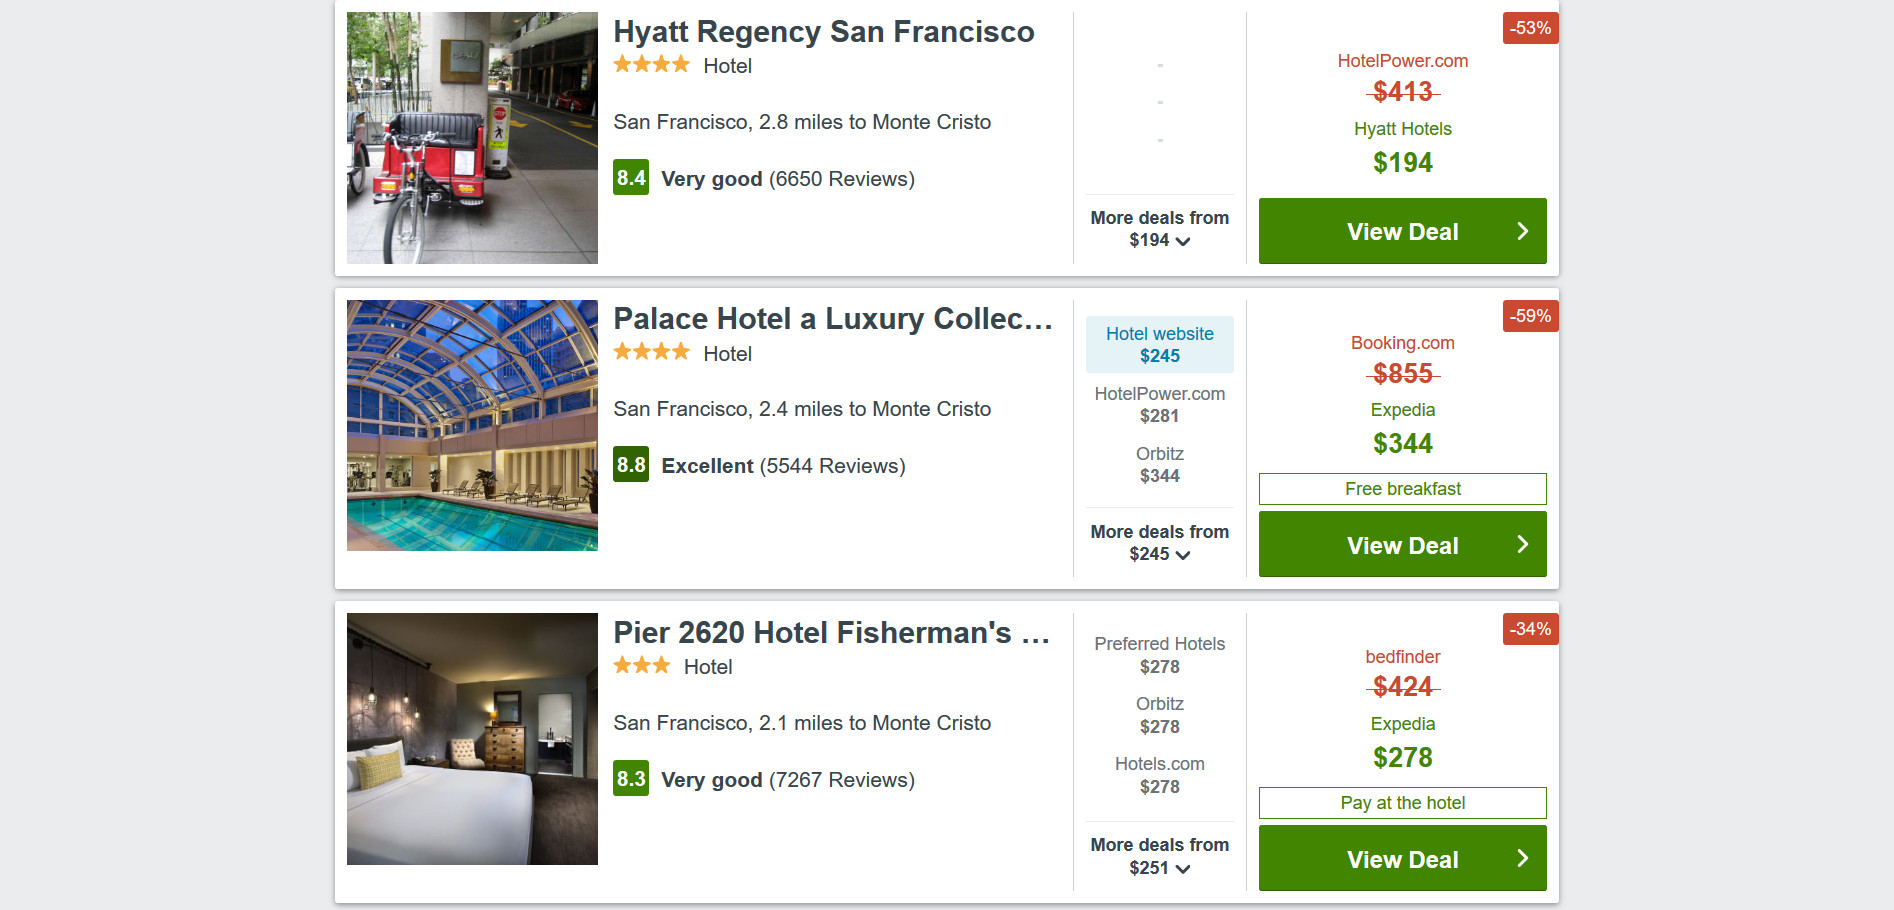 Hyatt Regency San Francisco
Hotel
San Francisco, 2.8 miles to Monte Cristo
8.4 Very good (6650 Reviews)
-
-
-
More deals from
$194
-53%
HotelPower.com
$413
Hyatt Hotels
$194
View Deal
STOP
Palace Hotel a Luxury Collec...
Hotel
San Francisco, 2.4 miles to Monte Cristo
8.8 Excellent (5544 Reviews)
Hotel website
$245
HotelPower.com
$281
Orbitz
$344
More deals from
$245
-59%
Booking.com
$855
Expedia
$344
Free breakfast
View Deal
Pier 2620 Hotel Fisherman's ...
Hotel
San Francisco, 2.1 miles to Monte Cristo
8.3 Very good (7267 Reviews)
Preferred Hotels
$278
Orbitz
$278
Hotels.com
$278
More deals from
$251
-34%
bedfinder
$424
Expedia
$278
Pay at the hotel
View Deal